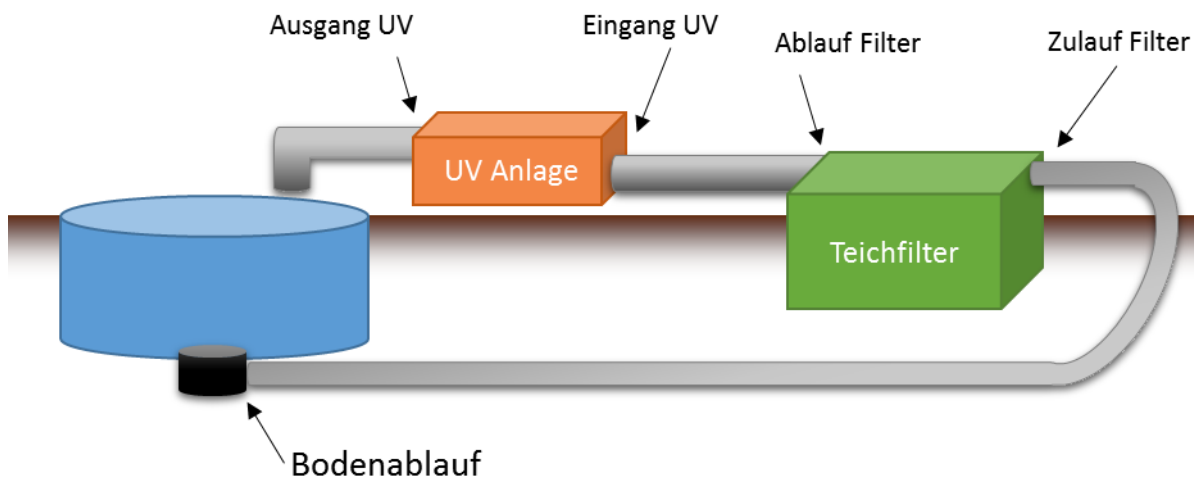 Ausgang UV
Eingang UV
Ablauf Filter
Zulauf Filter
UV Anlage
Teichfilter
Bodenablauf